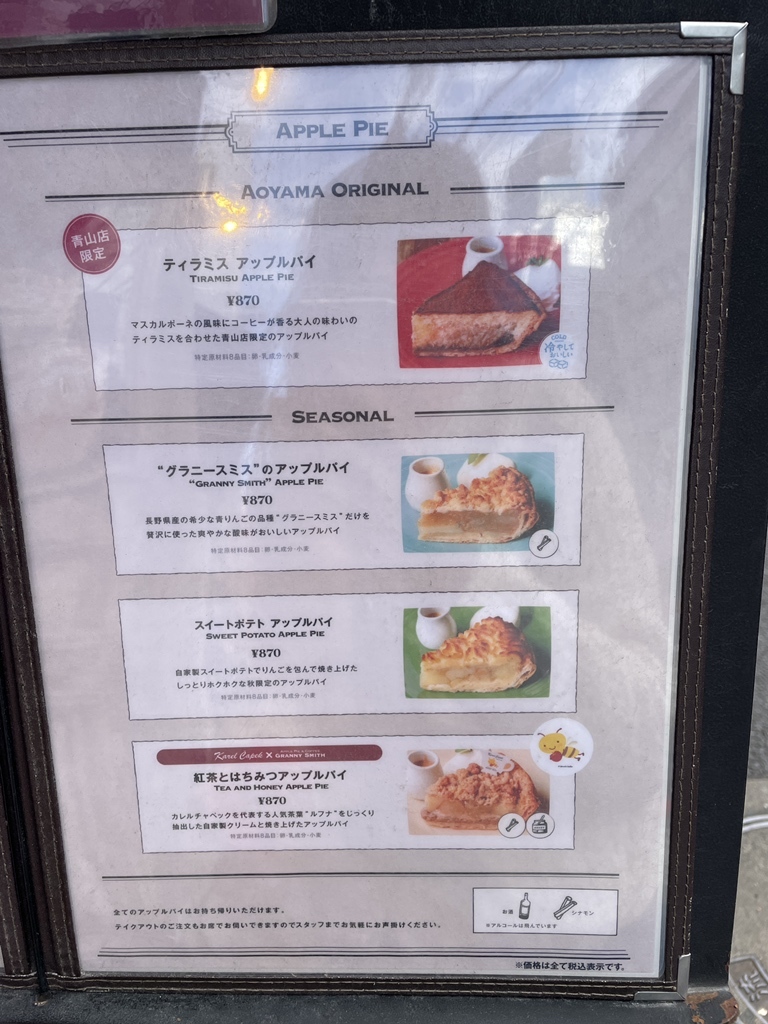 APPLE PIE
AOYAMA ORIGINAL
青山店
限定
ティラミス アップルパイ
TIRAMISU APPLE PIE
¥870
マスカルポーネの風味にコーヒーが香る大人の味わいの
ティラミスを合わせた青山店限定のアップルパイ
特定原材料8品目：卵・乳成分・小麦
COLD
冷やして
おいしい
SEASONAL
“グラニースミス”のアップルパイ
“GRANNY SMITH” APPLE PIE
¥870
長野県産の希少な青りんごの品種“グラニースミス”だけを
贅沢に使った爽やかな酸味がおいしいアップルパイ
特定原材料8品目：卵・乳成分・小麦
スイートポテト アップルパイ
SWEET POTATO APPLE PIE
¥870
自家製スイートポテトでりんごを包んで焼き上げた
しっとりホクホクな秋限定のアップルパイ
特定原材料8品目：卵・乳成分・小麦
Karel Capek × GRANNY SMITH
紅茶とはちみつアップルパイ
TEA AND HONEY APPLE PIE
¥870
カレルチャペックを代表する人気茶葉“ルフナ”をじっくり
抽出した自家製クリームと焼き上げたアップルパイ
特定原材料8品目：卵・乳成分・小麦
全てのアップルパイはお持ち帰りいただけます。
テイクアウトのご注文もお席でお伺いできますのでスタッフまでお気軽にお声掛けください。
お酒 シナモン
※アルコールは飛んでいます
※価格は全て税込表示です。